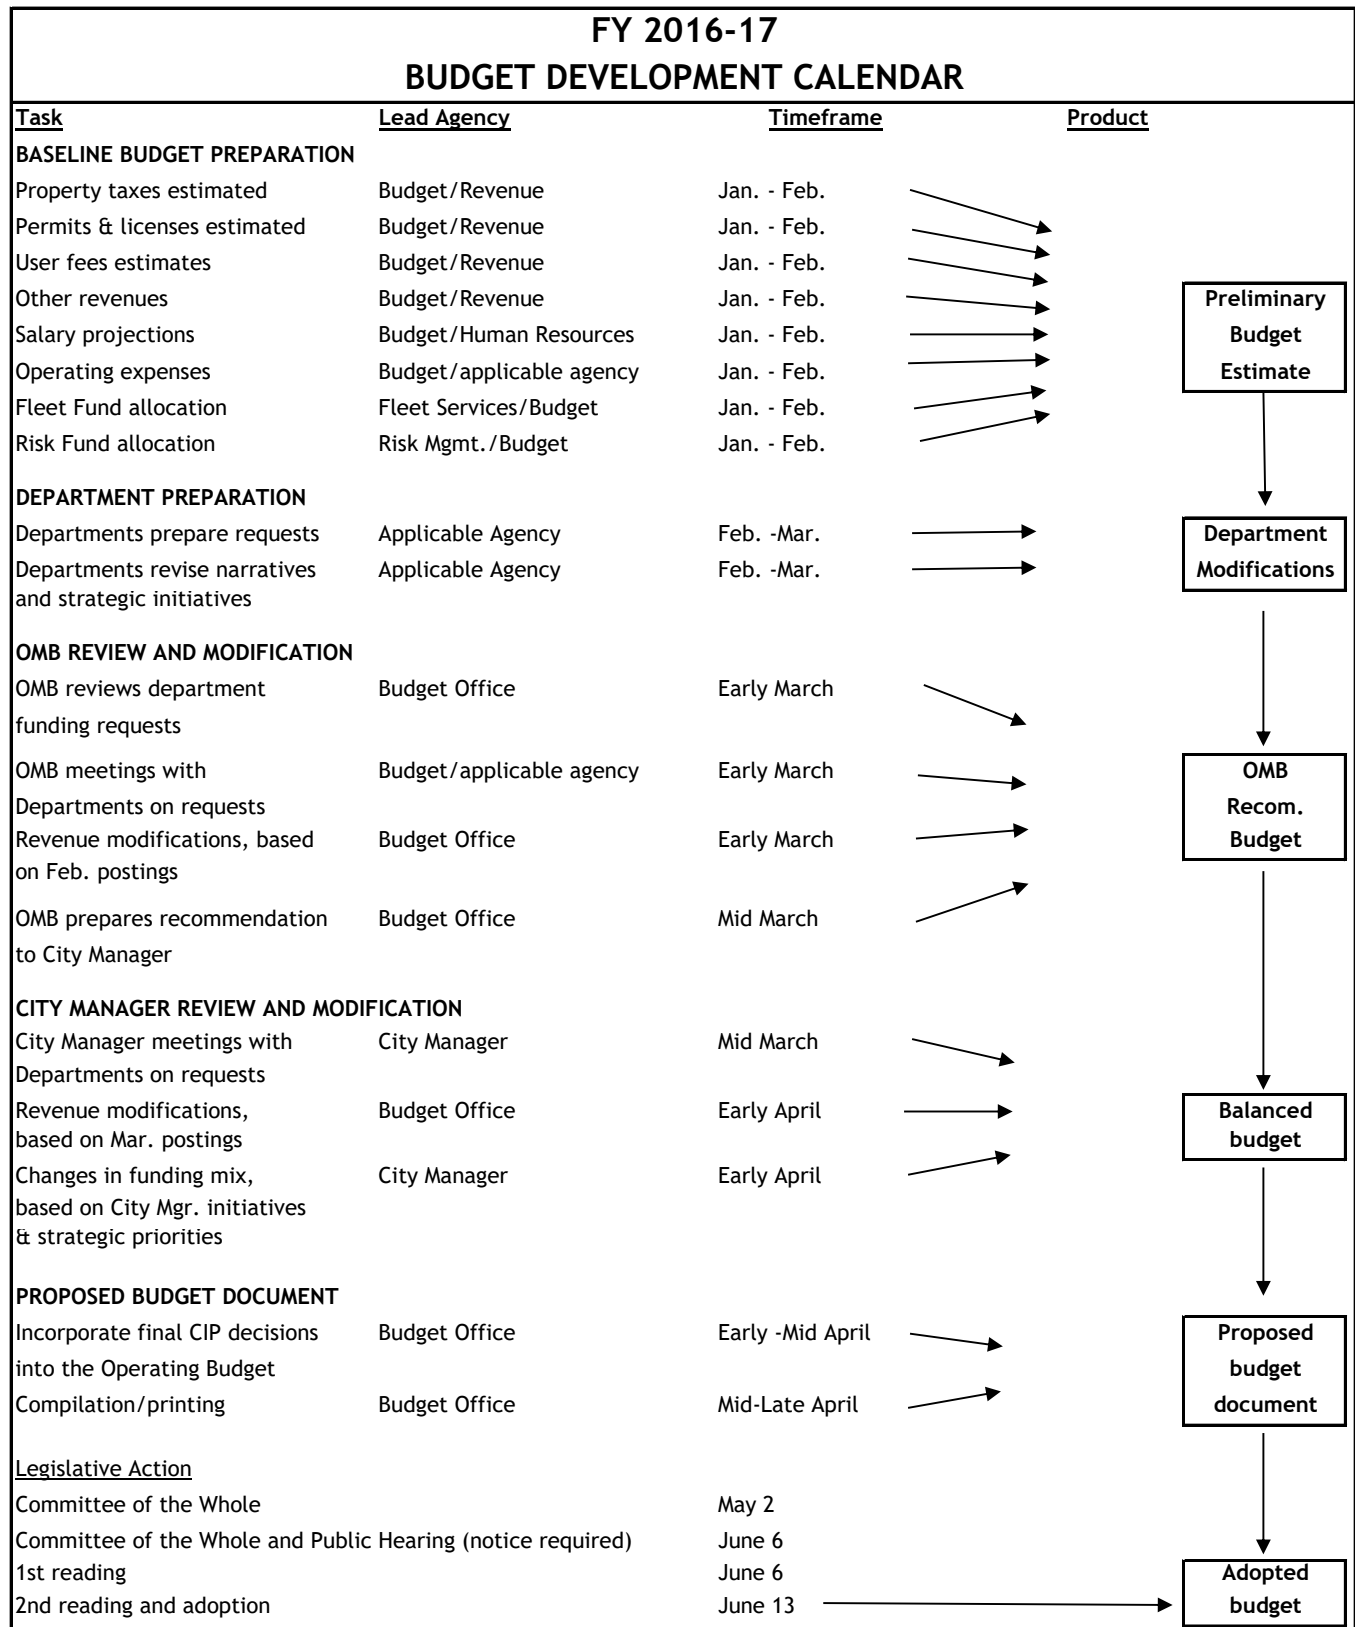 FY 2016-17
BUDGET DEVELOPMENT CALENDAR
Task Lead Agency Timeframe Product
BASELINE BUDGET PREPARATION
Property taxes estimated Budget/Revenue Jan. - Feb.
Permits & licenses estimated Budget/Revenue Jan. - Feb.
User fees estimates Budget/Revenue Jan. - Feb.
Other revenues Budget/Revenue Jan. - Feb. Preliminary
Salary projections Budget/Human Resources Jan. - Feb. Budget
Operating expenses Budget/applicable agency Jan. - Feb. Estimate
Fleet Fund allocation Fleet Services/Budget Jan. - Feb.
Risk Fund allocation Risk Mgmt./Budget Jan. - Feb.
DEPARTMENT PREPARATION
Departments prepare requests Applicable Agency Feb. -Mar. Department
Departments revise narratives Applicable Agency Feb. -Mar. Modifications
and strategic initiatives
OMB REVIEW AND MODIFICATION
OMB reviews department Budget Office Early March
funding requests
OMB meetings with Budget/applicable agency Early March OMB
Departments on requests Recom.
Revenue modifications, based Budget Office Early March Budget
on Feb. postings
OMB prepares recommendation Budget Office Mid March
to City Manager
CITY MANAGER REVIEW AND MODIFICATION
City Manager meetings with City Manager Mid March
Departments on requests
Revenue modifications, Budget Office Early April Balanced
based on Mar. postings budget
Changes in funding mix, City Manager Early April
based on City Mgr. initiatives
& strategic priorities
PROPOSED BUDGET DOCUMENT
Incorporate final CIP decisions Budget Office Early -Mid April Proposed
into the Operating Budget budget
Compilation/printing Budget Office Mid-Late April document
Legislative Action
Committee of the Whole May 2
Committee of the Whole and Public Hearing (notice required) June 6
1st reading June 6 Adopted
2nd reading and adoption June 13 budget